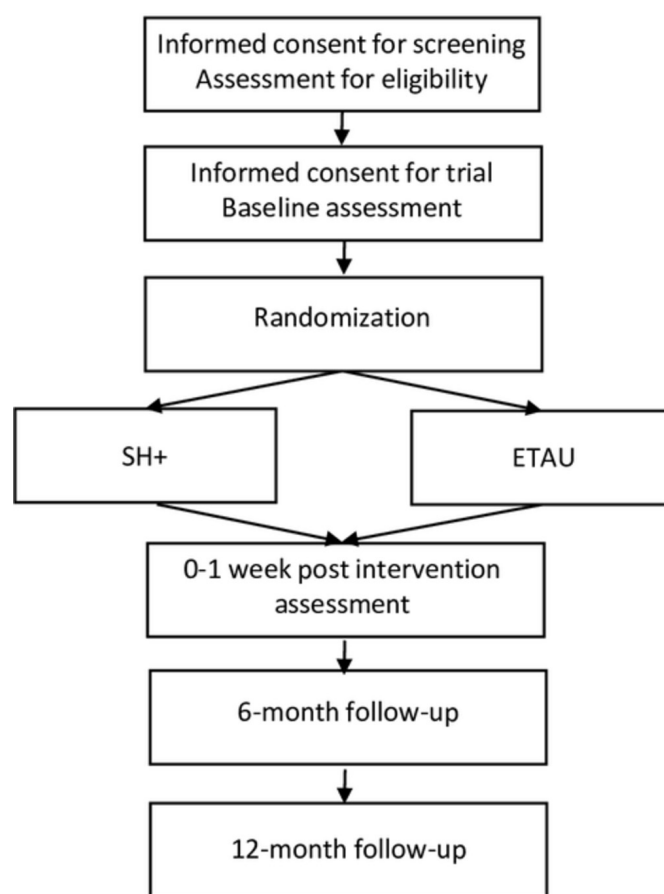 Informed consent for screening
Assessment for eligibility
Informed consent for trial
Baseline assessment
Randomization
SH+
ETAU
0-1 week post intervention
assessment
6-month follow-up
12-month follow-up